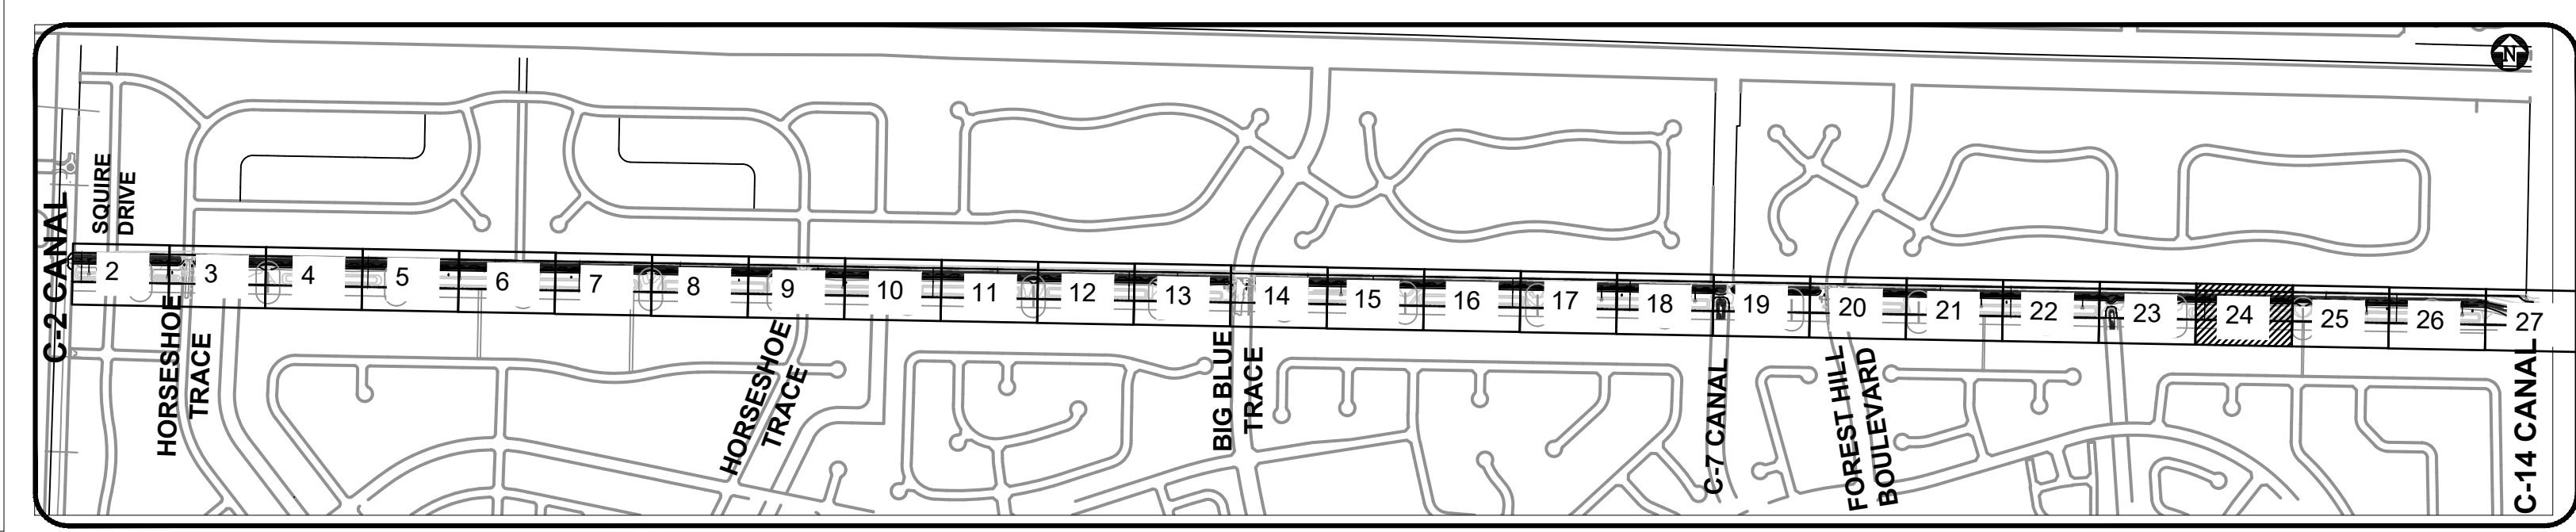 N
SQUIRE
DRIVE
C-2 CANAL
2 3 4 5 6 7 8 9 10 11 12 13 14 15 16 17 18 19 20 21 22 23 24 25 26 27
HORSESHOE
TRACE
HORSESHOE
TRACE
BIG BLUE
TRACE
C-7 CANAL
FOREST HILL
BOULEVARD
C-14 CANAL